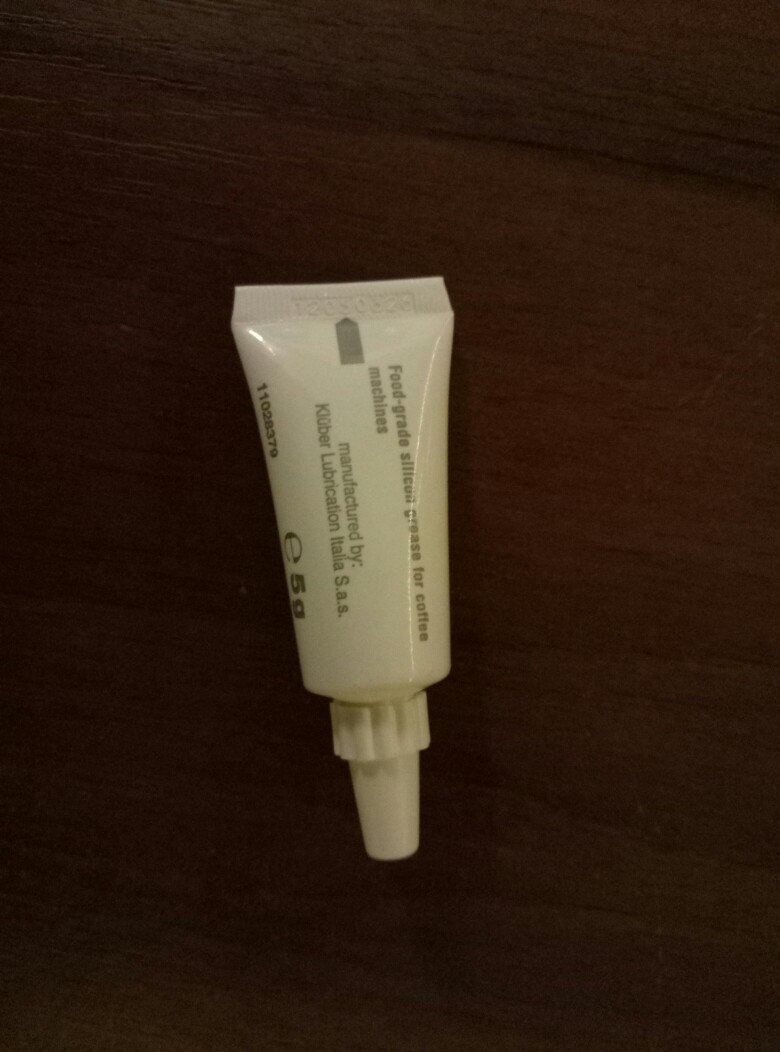 Food-grade silicon grease for coffee
machines
manufactured by:
Klüber Lubrication Italia S.a.s.
11028379
e 5g